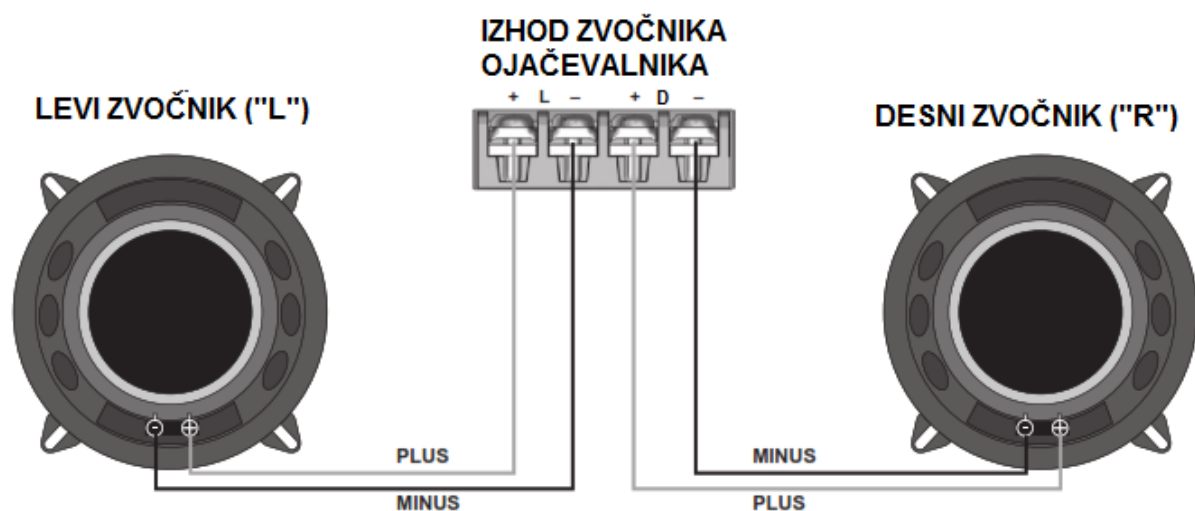 IZHOD ZVOČNIKA
OJAČEVALNIKA
+ L – + D –
LEVI ZVOČNIK ("L")
DESNI ZVOČNIK ("R")
- +
- +
PLUS
MINUS
MINUS
PLUS